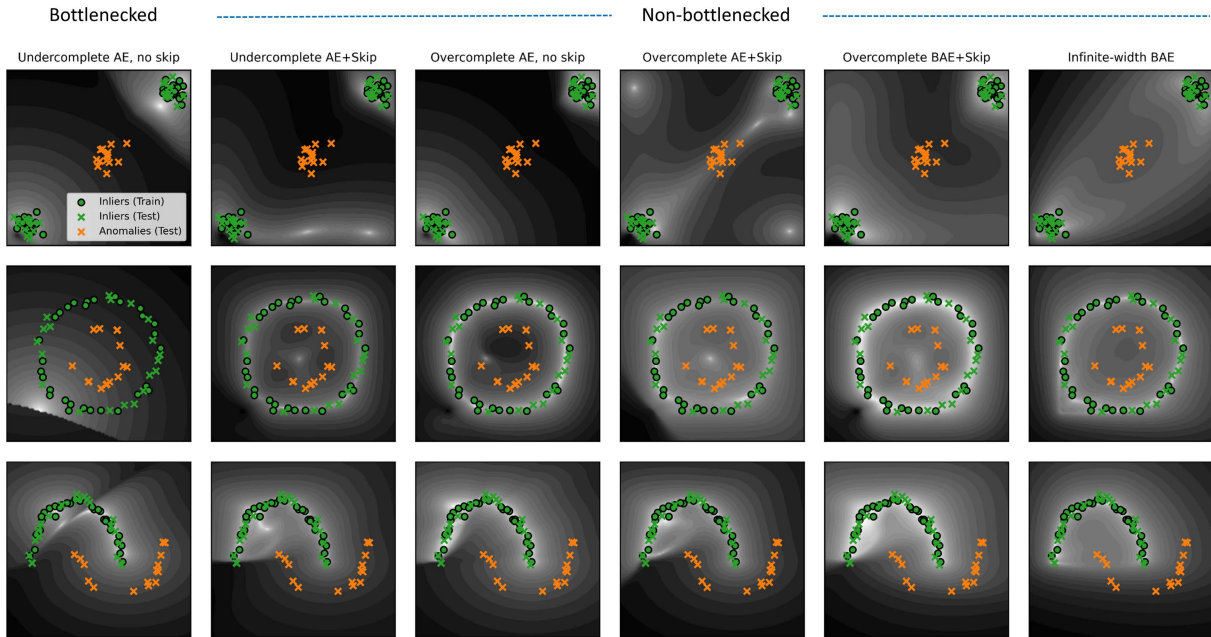 Bottlenecked
Non-bottlenecked
Undercomplete AE, no skip
Undercomplete AE+Skip
Overcomplete AE, no skip
Overcomplete AE+Skip
Overcomplete BAE+Skip
Infinite-width BAE
Inliers (Train)
Inliers (Test)
Anomalies (Test)